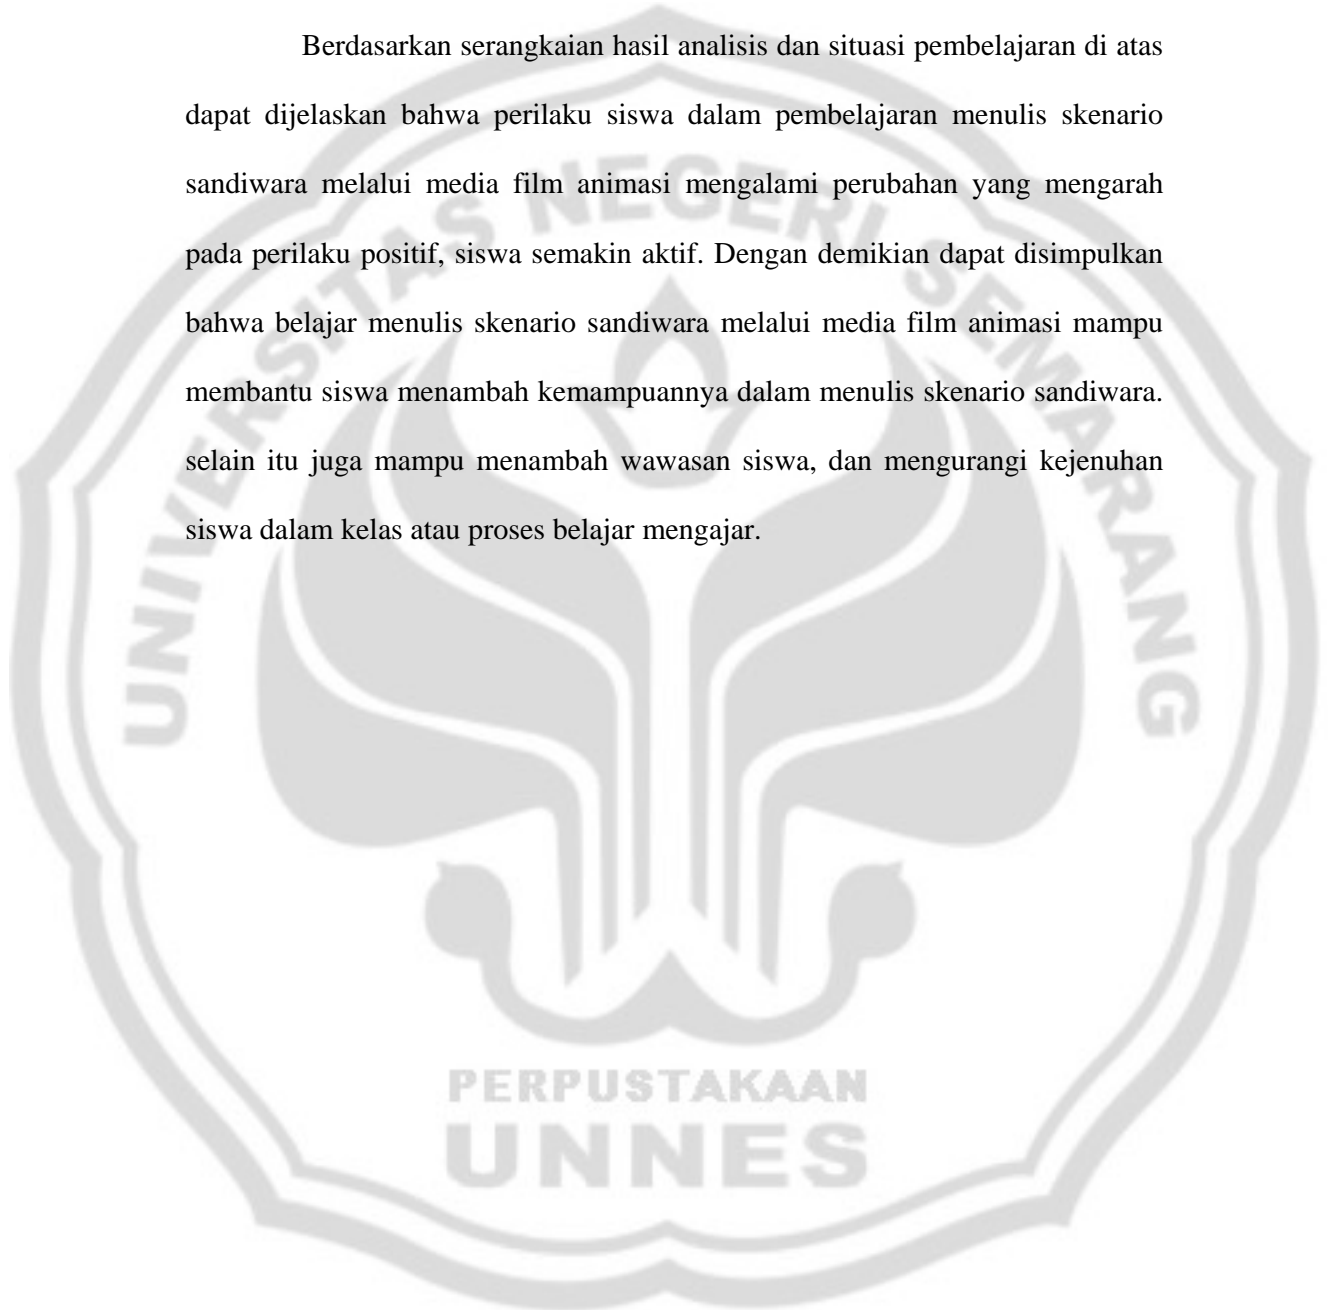 Berdasarkan serangkaian hasil analisis dan situasi pembelajaran di atas
dapat dijelaskan bahwa perilaku siswa dalam pembelajaran menulis skenario
sandiwara melalui media film animasi mengalami perubahan yang mengarah
pada perilaku positif, siswa semakin aktif. Dengan demikian dapat disimpulkan
bahwa belajar menulis skenario sandiwara melalui media film animasi mampu
membantu siswa menambah kemampuannya dalam menulis skenario sandiwara.
selain itu juga mampu menambah wawasan siswa, dan mengurangi kejenuhan
siswa dalam kelas atau proses belajar mengajar.
UNIVERSITAS NEGERI SEMARANG
PERPUSTAKAAN
UNNES